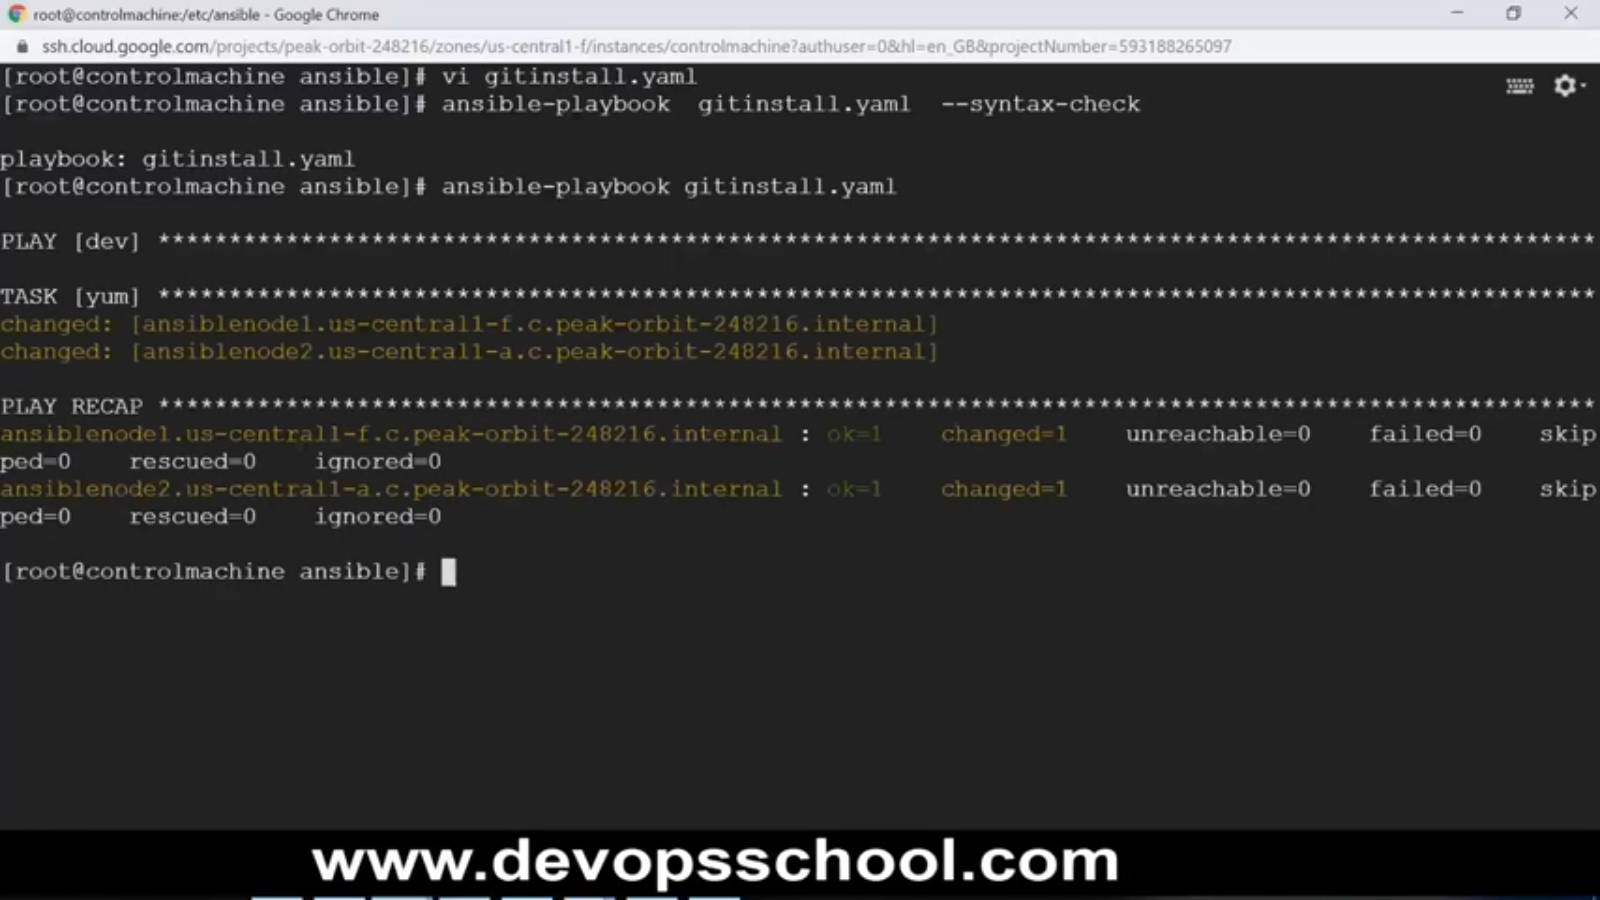 root@controlmachine:/etc/ansible - Google Chrome
ssh.cloud.google.com/projects/peak-orbit-248216/zones/us-central1-f/instances/controlmachine?authuser=0&hl=en_GB&projectNumber=593188265097
[root@controlmachine ansible]# vi gitinstall.yaml
[root@controlmachine ansible]# ansible-playbook  gitinstall.yaml  --syntax-check
playbook: gitinstall.yaml
[root@controlmachine ansible]# ansible-playbook gitinstall.yaml
PLAY [dev] *****************************************************************************************************
TASK [yum] *****************************************************************************************************
changed: [ansiblenode1.us-central1-f.c.peak-orbit-248216.internal]
changed: [ansiblenode2.us-central1-a.c.peak-orbit-248216.internal]
PLAY RECAP *****************************************************************************************************
ansiblenode1.us-central1-f.c.peak-orbit-248216.internal : ok=1    changed=1    unreachable=0    failed=0    skip
ped=0    rescued=0    ignored=0
ansiblenode2.us-central1-a.c.peak-orbit-248216.internal : ok=1    changed=1    unreachable=0    failed=0    skip
ped=0    rescued=0    ignored=0
[root@controlmachine ansible]#
www.devopsschool.com